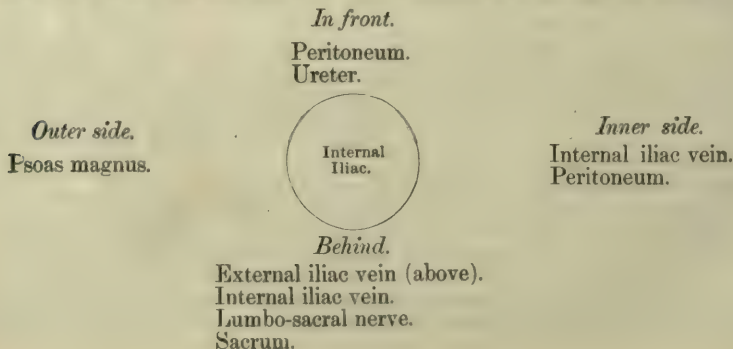 In front.
Peritoneum.
Ureter.
Outer side.
Psoas magnus.
Internal
Iliac.
Inner side.
Internal iliac vein.
Peritoneum.
Behind.
External iliac vein (above).
Internal iliac vein.
Lumbo-sacral nerve.
Sacrum.